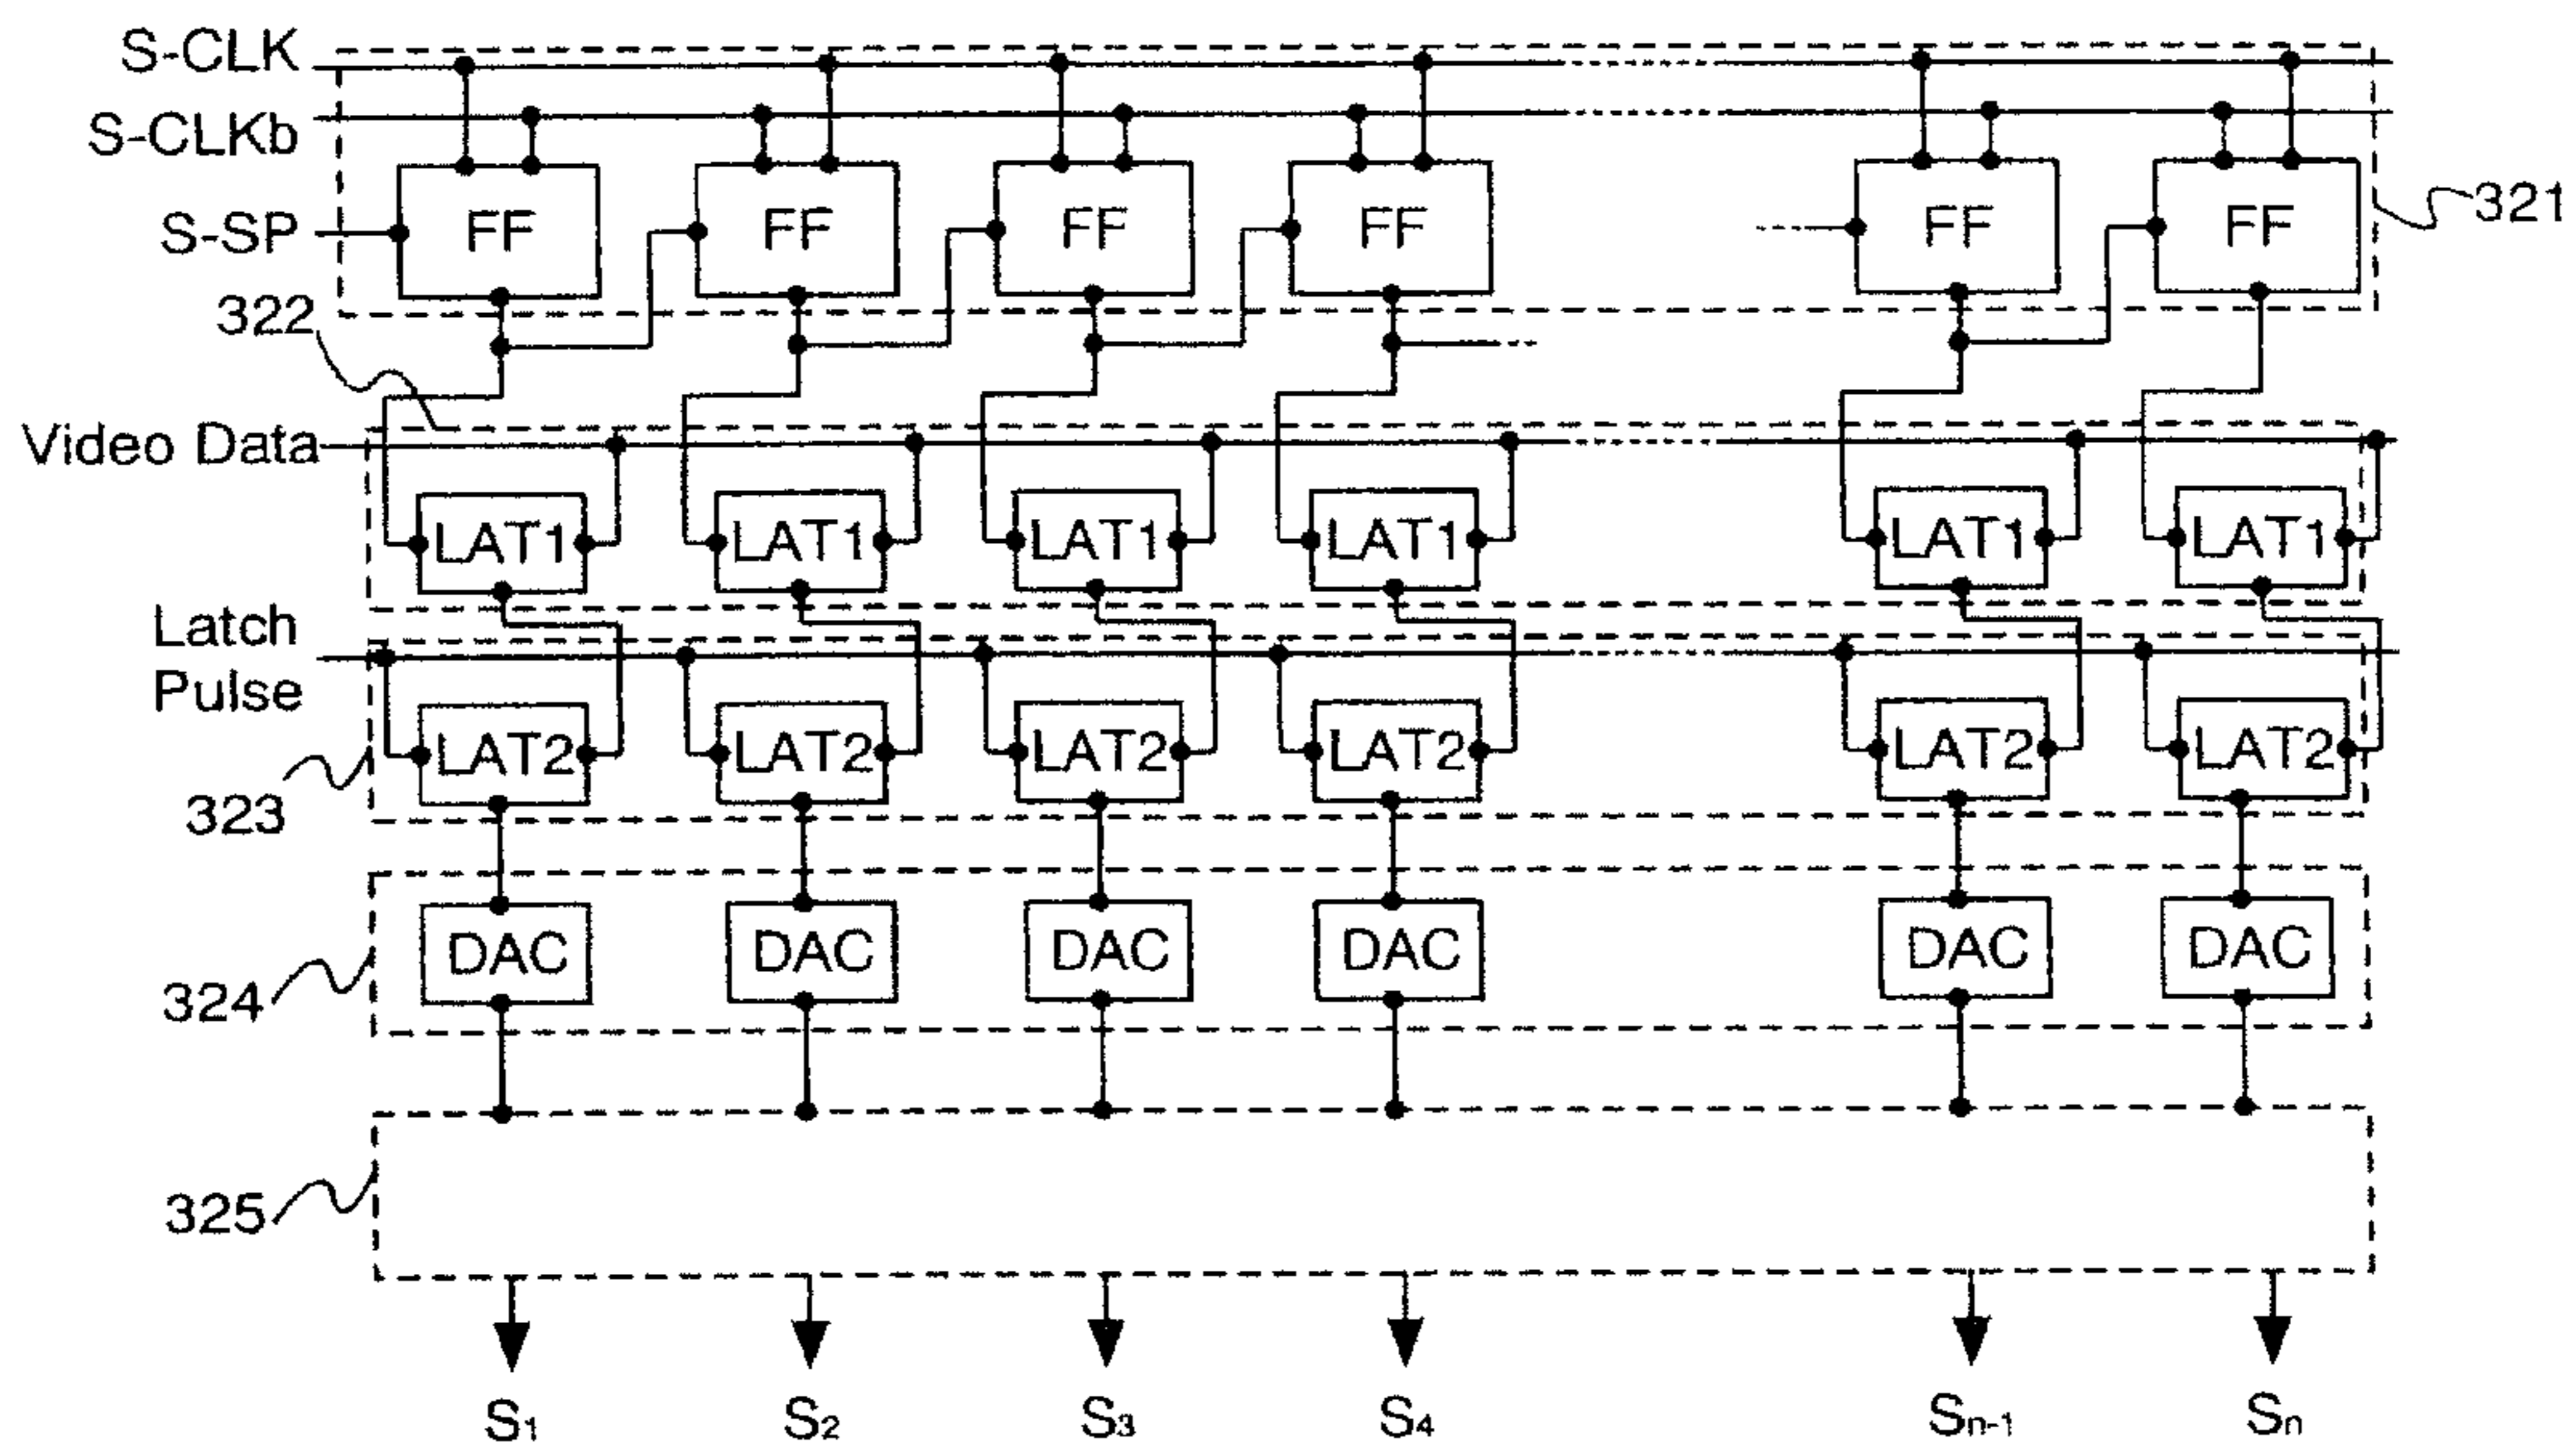 S-CLK
S-CLKb
S-SP
FF FF FF FF FF FF
321
322
Video Data
LAT1 LAT1 LAT1 LAT1 LAT1 LAT1
Latch
Pulse
LAT2 LAT2 LAT2 LAT2 LAT2 LAT2
323
DAC DAC DAC DAC DAC DAC
324
325
S1 S2 S3 S4 Sn-1 Sn